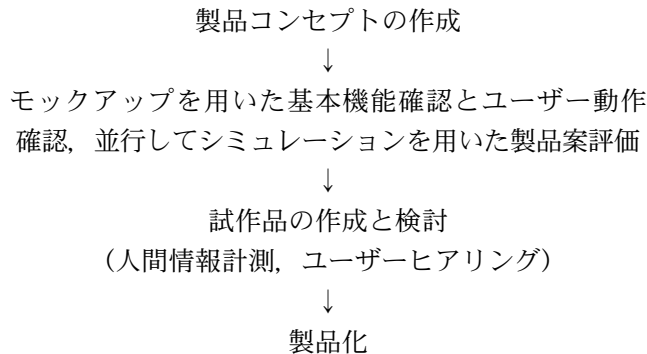 製品コンセプトの作成
↓
モックアップを用いた基本機能確認とユーザー動作
確認，並行してシミュレーションを用いた製品案評価
↓
試作品の作成と検討
（人間情報計測，ユーザーヒアリング）
↓
製品化